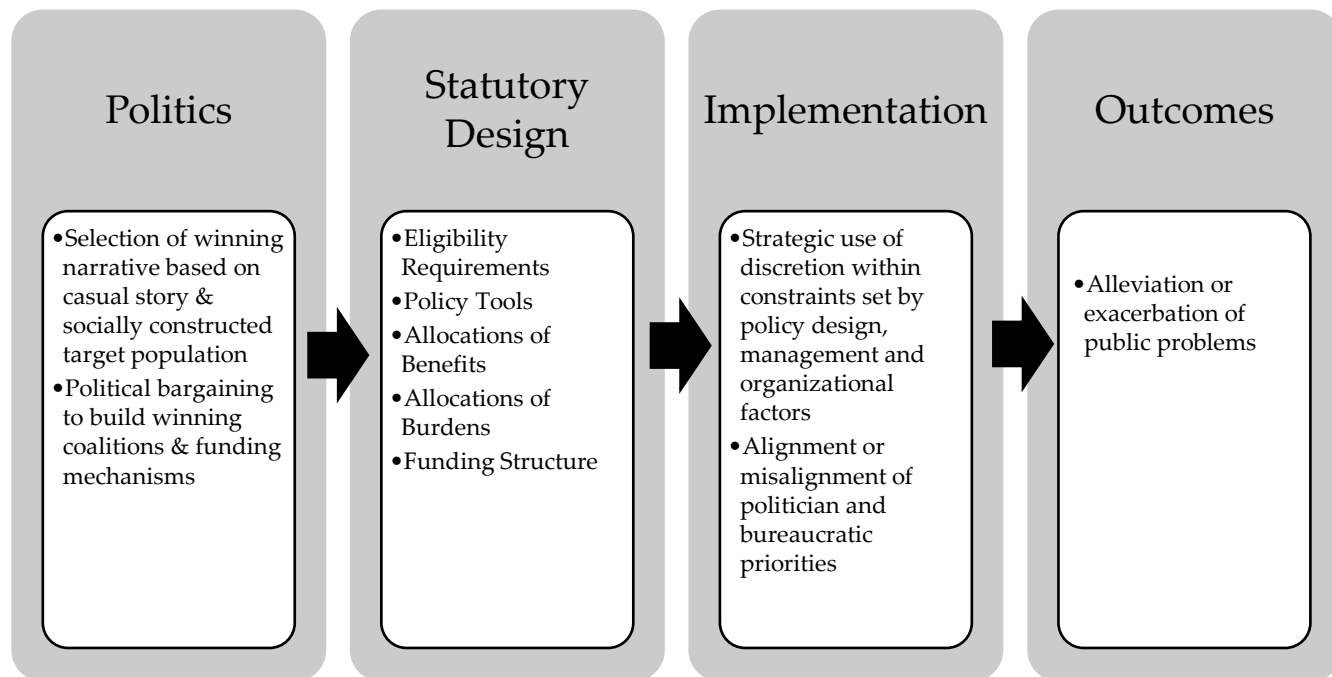 Politics
•Selection of winning
narrative based on
casual story &
socially constructed
target population
•Political bargaining
to build winning
coalitions & funding
mechanisms
Statutory
Design
•Eligibility
Requirements
•Policy Tools
•Allocations of
Benefits
•Allocations of
Burdens
•Funding Structure
Implementation
•Strategic use of
discretion within
constraints set by
policy design,
management and
organizational
factors
•Alignment or
misalignment of
politician and
bureaucratic
priorities
Outcomes
•Alleviation or
exacerbation of
public problems